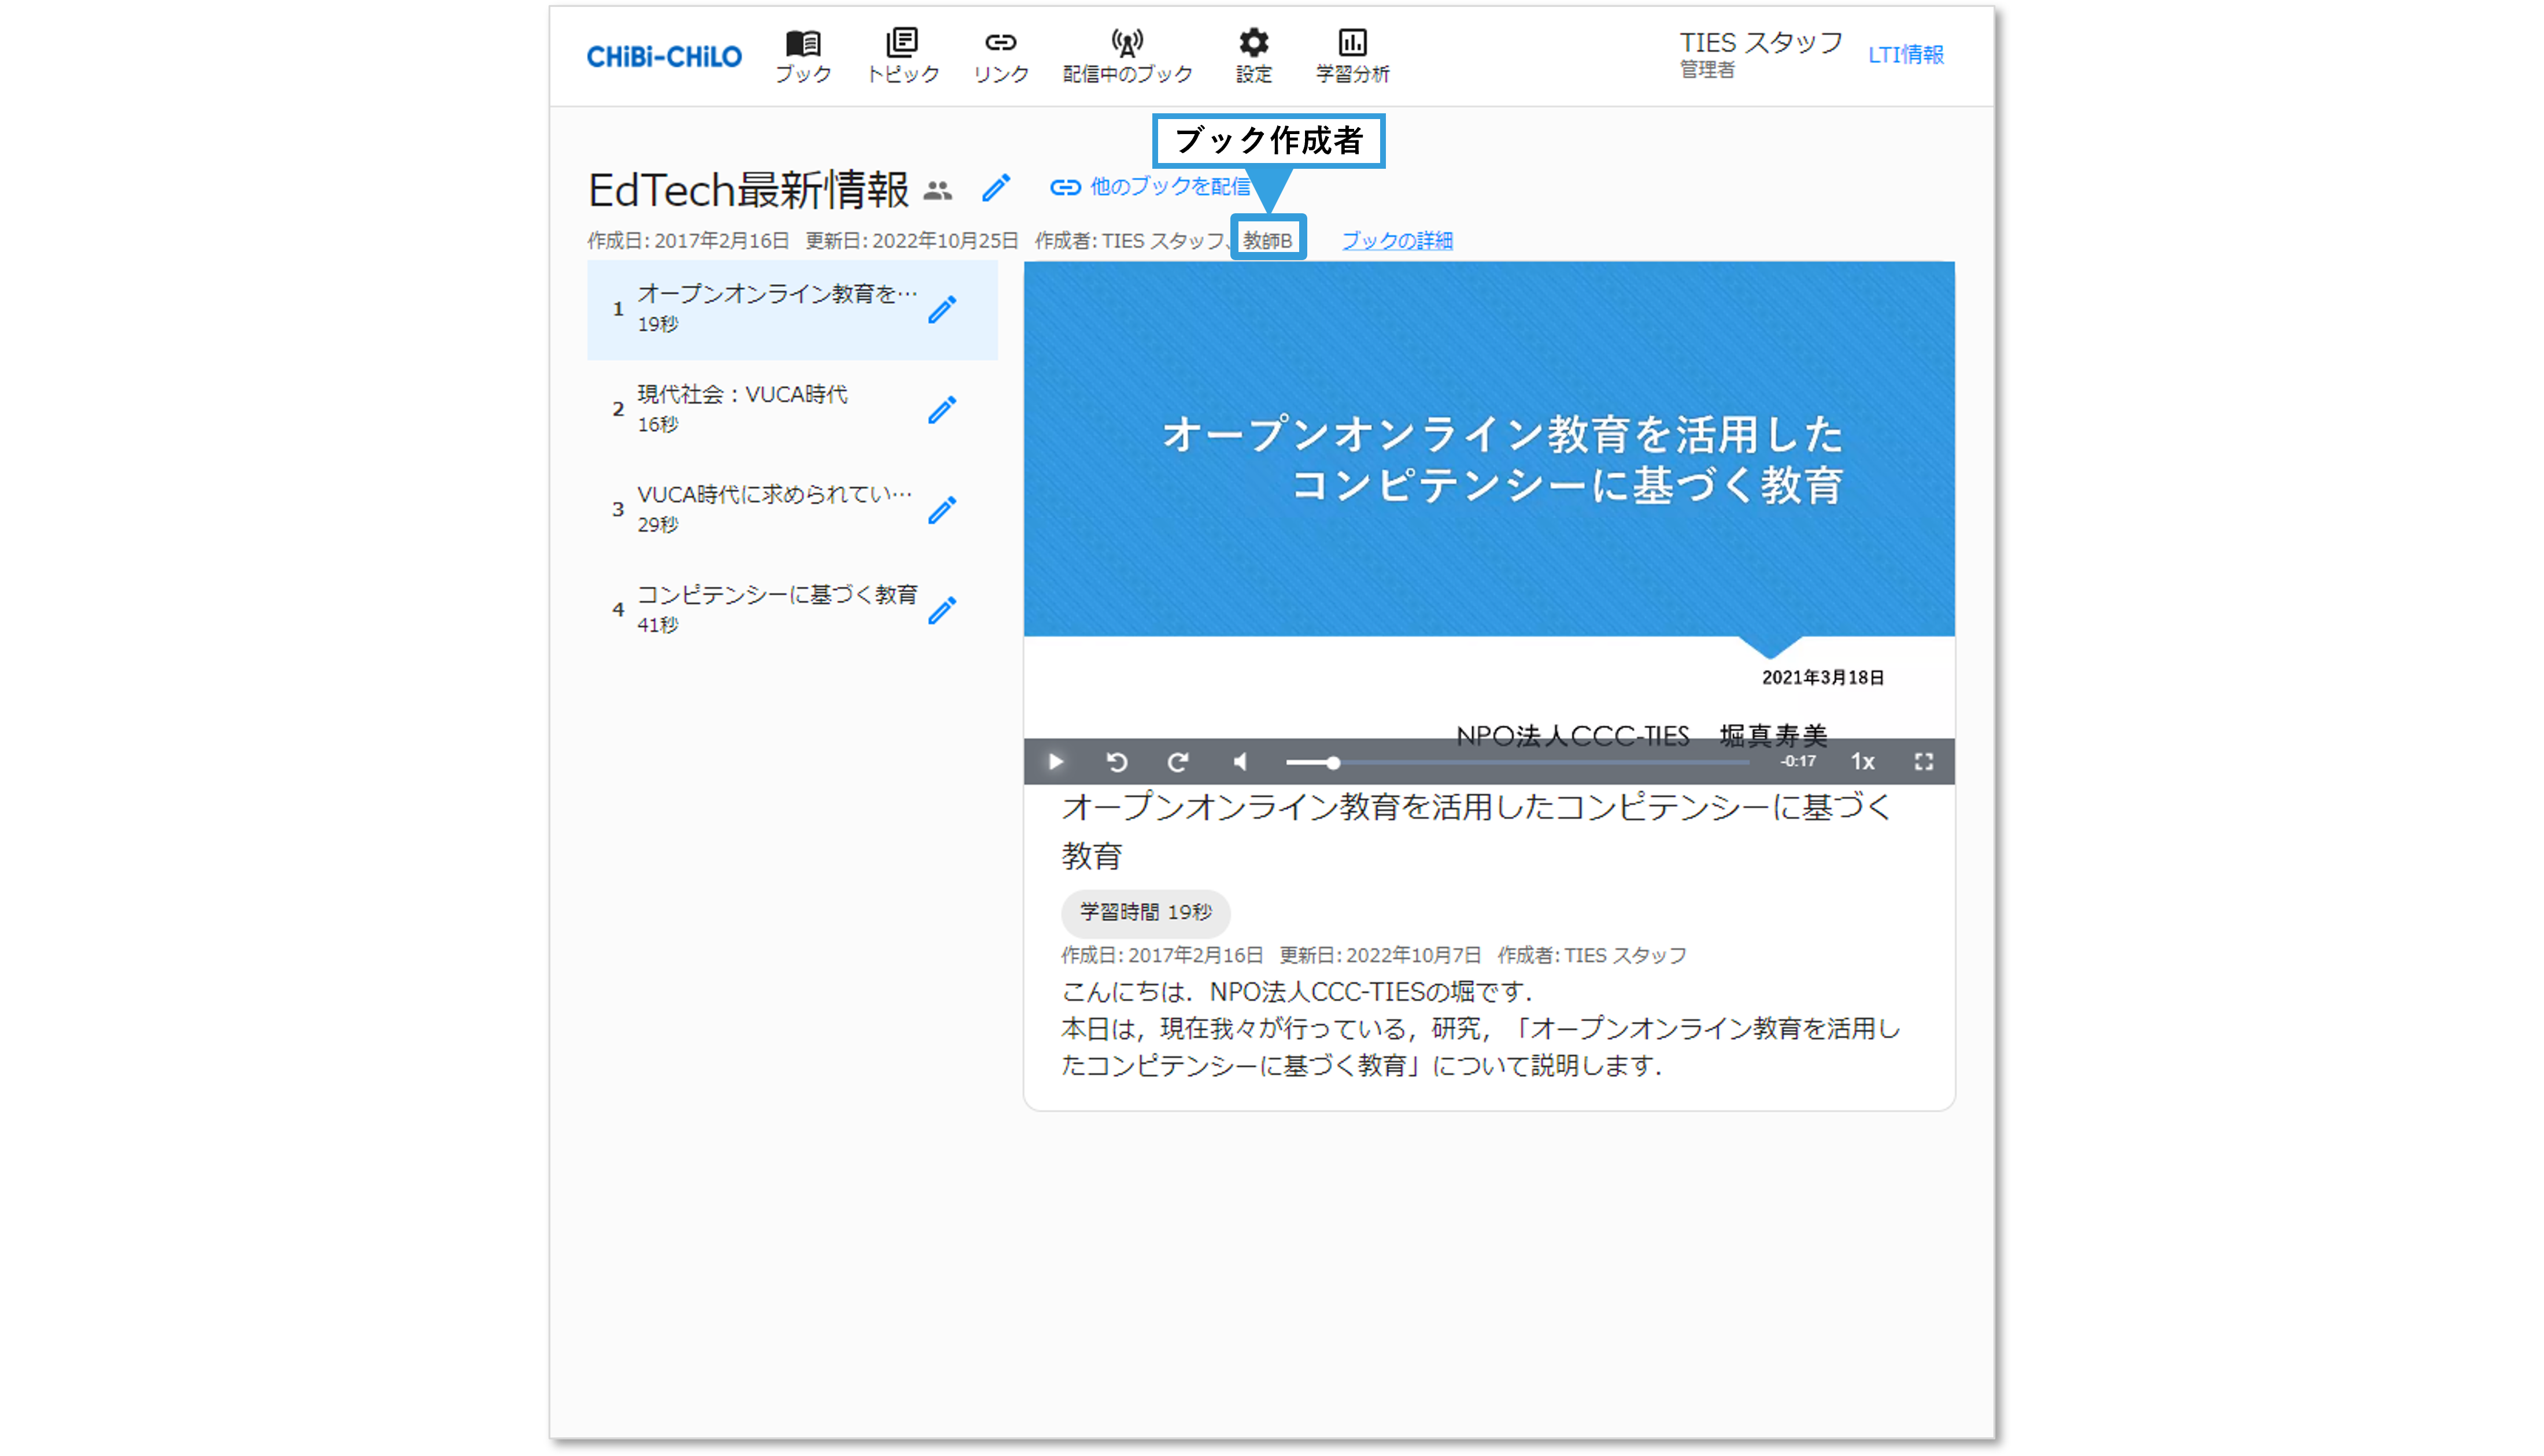 CHiBi-CHiLO
ブック
トピック
リンク
配信中のブック
設定
学習分析
TIES スタッフ
管理者
LTI情報
ブック作成者
EdTech最新情報
他のブックを配信
作成日: 2017年2月16日 更新日: 2022年10月25日 作成者: TIES スタッフ、教師B ブックの詳細
1 オープンオンライン教育を…
19秒
2 現代社会：VUCA時代
16秒
3 VUCA時代に求められてい…
29秒
4 コンピテンシーに基づく教育
41秒
オープンオンライン教育を活用した
コンピテンシーに基づく教育
2021年3月18日
NPO法人CCC-TIES 堀真寿美
-0:17 1x
オープンオンライン教育を活用したコンピテンシーに基づく
教育
学習時間 19秒
作成日: 2017年2月16日 更新日: 2022年10月7日 作成者: TIES スタッフ
こんにちは．NPO法人CCC-TIESの堀です．
本日は，現在我々が行っている，研究，「オープンオンライン教育を活用し
たコンピテンシーに基づく教育」について説明します．